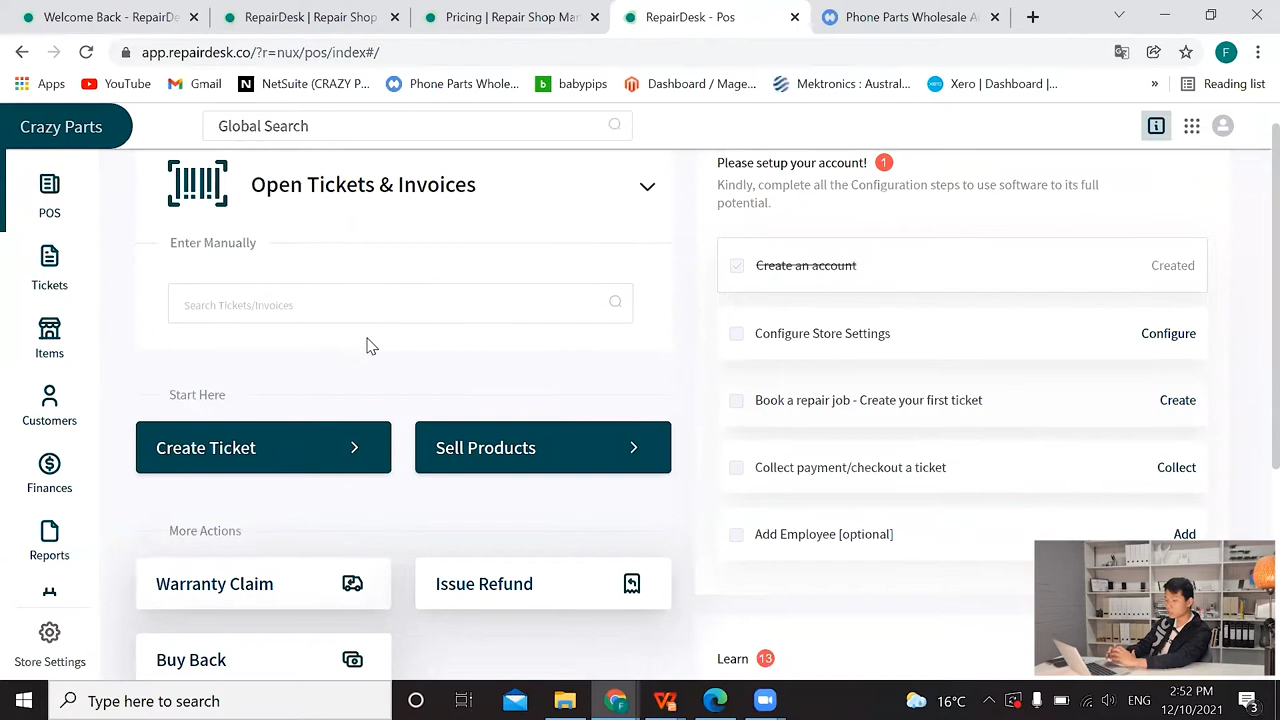 Welcome Back - RepairDe
RepairDesk | Repair Shop
Pricing | Repair Shop Ma
RepairDesk - Pos
Phone Parts Wholesale A
app.repairdesk.co/?r=nux/pos/index#/
F
Apps
YouTube
Gmail
NetSuite (CRAZY P...
Phone Parts Whole...
babypips
Dashboard / Mage...
Mektronics : Austral...
Xero | Dashboard |...
»
Reading list
Crazy Parts
Global Search
POS
Tickets
Items
Customers
Finances
Reports
Store Settings
Open Tickets & Invoices
Enter Manually
Search Tickets/Invoices
Start Here
Create Ticket
Sell Products
More Actions
Warranty Claim
Issue Refund
Buy Back
Please setup your account! 1
Kindly, complete all the Configuration steps to use software to its full
potential.
Create an account
Created
Configure Store Settings
Configure
Book a repair job - Create your first ticket
Create
Collect payment/checkout a ticket
Collect
Add Employee [optional]
Add
Learn 13
Type here to search
16°C
ENG
2:52 PM
12/10/2021
3